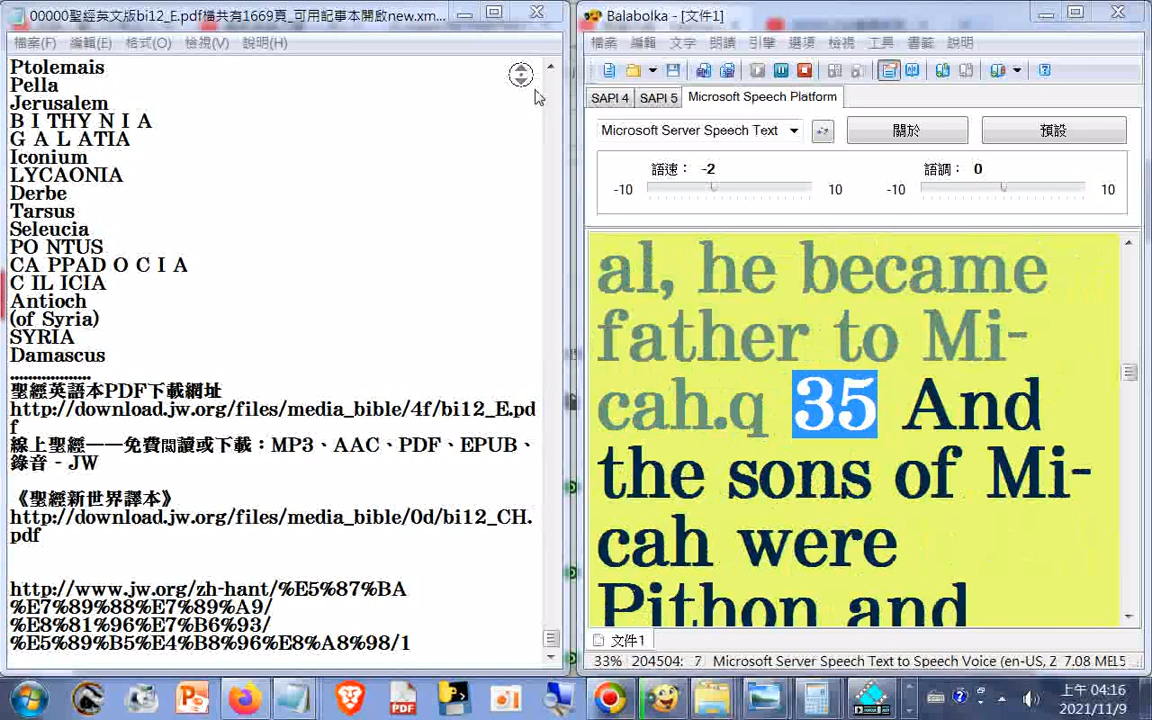 00000聖經英文版bi12_E.pdf檔共有1669頁_可用記事本開啟new.xm...
檔案(F) 編輯(E) 格式(O) 檢視(V) 說明(H)
Ptolemais
Pella
Jerusalem
B I THY N I A
G A L ATIA
Iconium
LYCAONIA
Derbe
Tarsus
Seleucia
PO NTUS
CA PPAD O C I A
C IL ICIA
Antioch
(of Syria)
SYRIA
Damascus
..................
聖經英語本PDF下載網址
http://download.jw.org/files/media_bible/4f/bi12_E.pd
f
線上聖經——免費閱讀或下載：MP3、AAC、PDF、EPUB、
錄音 - JW
《聖經新世界譯本》
http://download.jw.org/files/media_bible/0d/bi12_CH.
pdf
http://www.jw.org/zh-hant/%E5%87%BA
%E7%89%88%E7%89%A9/
%E8%81%96%E7%B6%93/
%E5%89%B5%E4%B8%96%E8%A8%98/1
Balabolka - [文件1]
檔案 編輯 文字 朗讀 引擎 選項 檢視 工具 書籤 說明
SAPI 4 SAPI 5 Microsoft Speech Platform
Microsoft Server Speech Text 關於 預設
語速： -2 語調： 0
-10 10 -10 10
al, he became
father to Mi-
cah.q 35 And
the sons of Mi-
cah were
Pithon and
文件1
33% 204504: 7 Microsoft Server Speech Text to Speech Voice (en-US, Z 7.08 МБ15
上午 04:16
2021/11/9